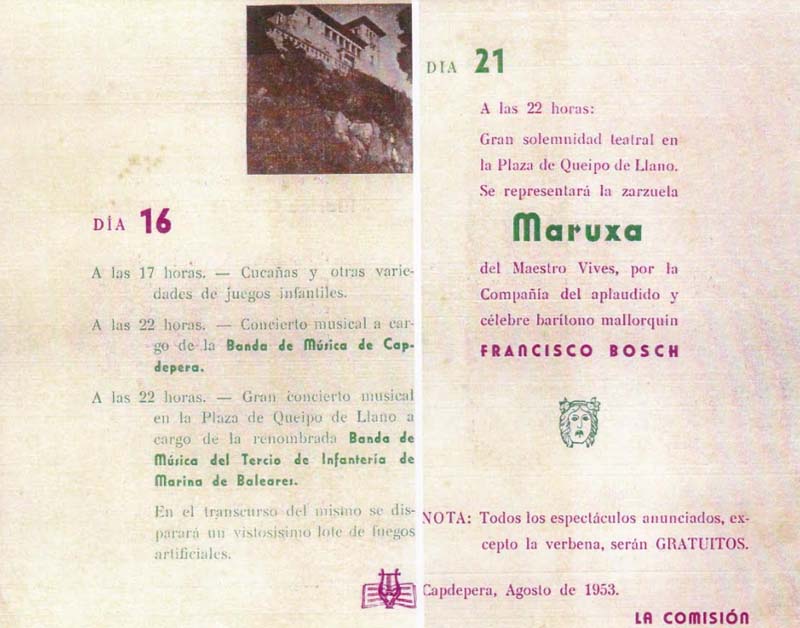 DÍA 16
A las 17 horas. — Cucañas y otras varie-
dades de juegos infantiles.
A las 22 horas. — Concierto musical a car-
go de la Banda de Música de Cap-
depera.
A las 22 horas. — Gran concierto musical
en la Plaza de Queipo de Llano a
cargo de la renombrada Banda de
Música del Tercio de Infantería de
Marina de Baleares.
En el transcurso del mismo se dis-
parará un vistosísimo lote de fuegos
artificiales.
DIA 21
A las 22 horas:
Gran solemnidad teatral en
la Plaza de Queipo de Llano.
Se representará la zarzuela
Maruxa
del Maestro Vives, por la
Compañía del aplaudido y
célebre barítono mallorquín
FRANCISCO BOSCH
NOTA: Todos los espectáculos anunciados, ex-
cepto la verbena, serán GRATUITOS.
Capdepera, Agosto de 1953.
LA COMISIÓN